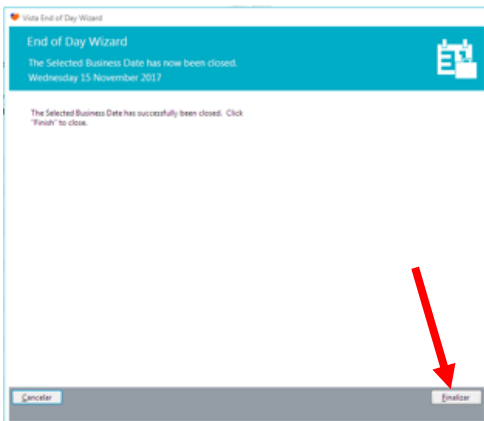 Vista End of Day Wizard
End of Day Wizard
The Selected Business Date has now been closed.
Wednesday 15 November 2017
The Selected Business Date has successfully been closed. Click
"Finish" to close.
Cancelar
Finalizar